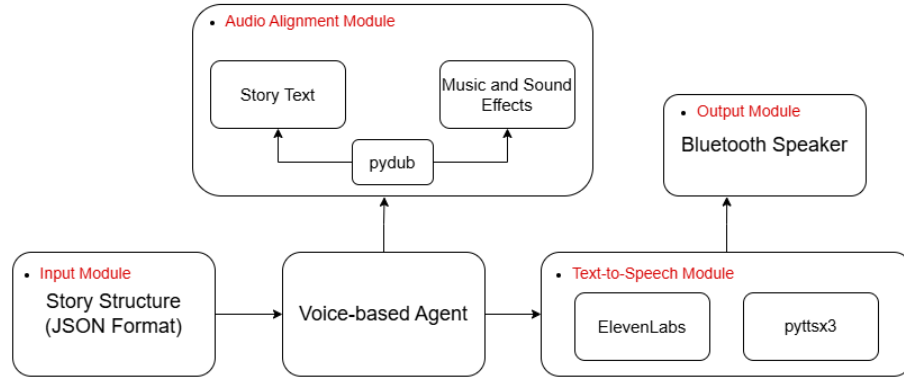 • Audio Alignment Module
Story Text
Music and Sound
Effects
pydub
• Output Module
Bluetooth Speaker
• Input Module
Story Structure
(JSON Format)
Voice-based Agent
• Text-to-Speech Module
ElevenLabs
pyttsx3